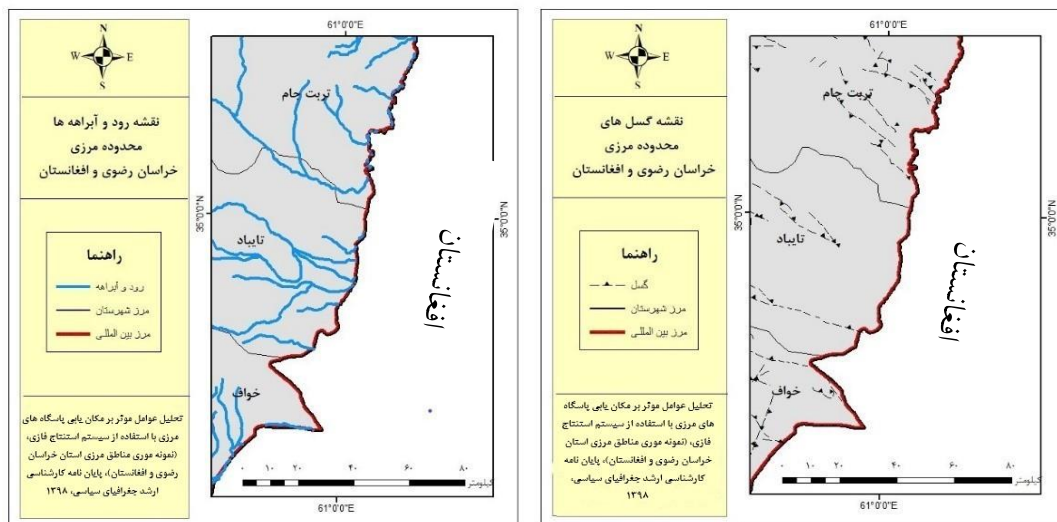 61°0'0"E
N
W E
S
نقشه رود و آبراهه ها
محدوده مرزی
خراسان رضوی و افغانستان
راهنما
رود و آبراهه
مرز شهرستان
مرز بین المللی
تحلیل عوامل موثر بر مکان یابی پاسگاه های
مرزی با استفاده از سیستم استنتاج فازی،
(نمونه موری مناطق مرزی استان خراسان
رضوی و افغانستان)، پایان نامه کارشناسی
ارشد جغرافیای سیاسی، ۱۳۹۸
تربت جام
35°0'0"N
35°0'0"N
تایباد
افغانستان
خواف
۰ ۱۰ ۲۰ ۴۰ ۶۰ ۸۰
کیلومتر
61°0'0"E
61°0'0"E
N
W E
S
نقشه گسل های
محدوده مرزی
خراسان رضوی و افغانستان
راهنما
گسل
مرز شهرستان
مرز بین المللی
تحلیل عوامل موثر بر مکان یابی پاسگاه
های مرزی با استفاده از سیستم استنتاج
فازی، (نمونه موری مناطق مرزی استان
خراسان رضوی و افغانستان)، پایان نامه
کارشناسی ارشد جغرافیای سیاسی،
۱۳۹۸
تربت جام
35°0'0"N
35°0'0"N
تایباد
افغانستان
خواف
۰ ۱۰ ۲۰ ۴۰ ۶۰ ۸۰
کیلومتر
61°0'0"E